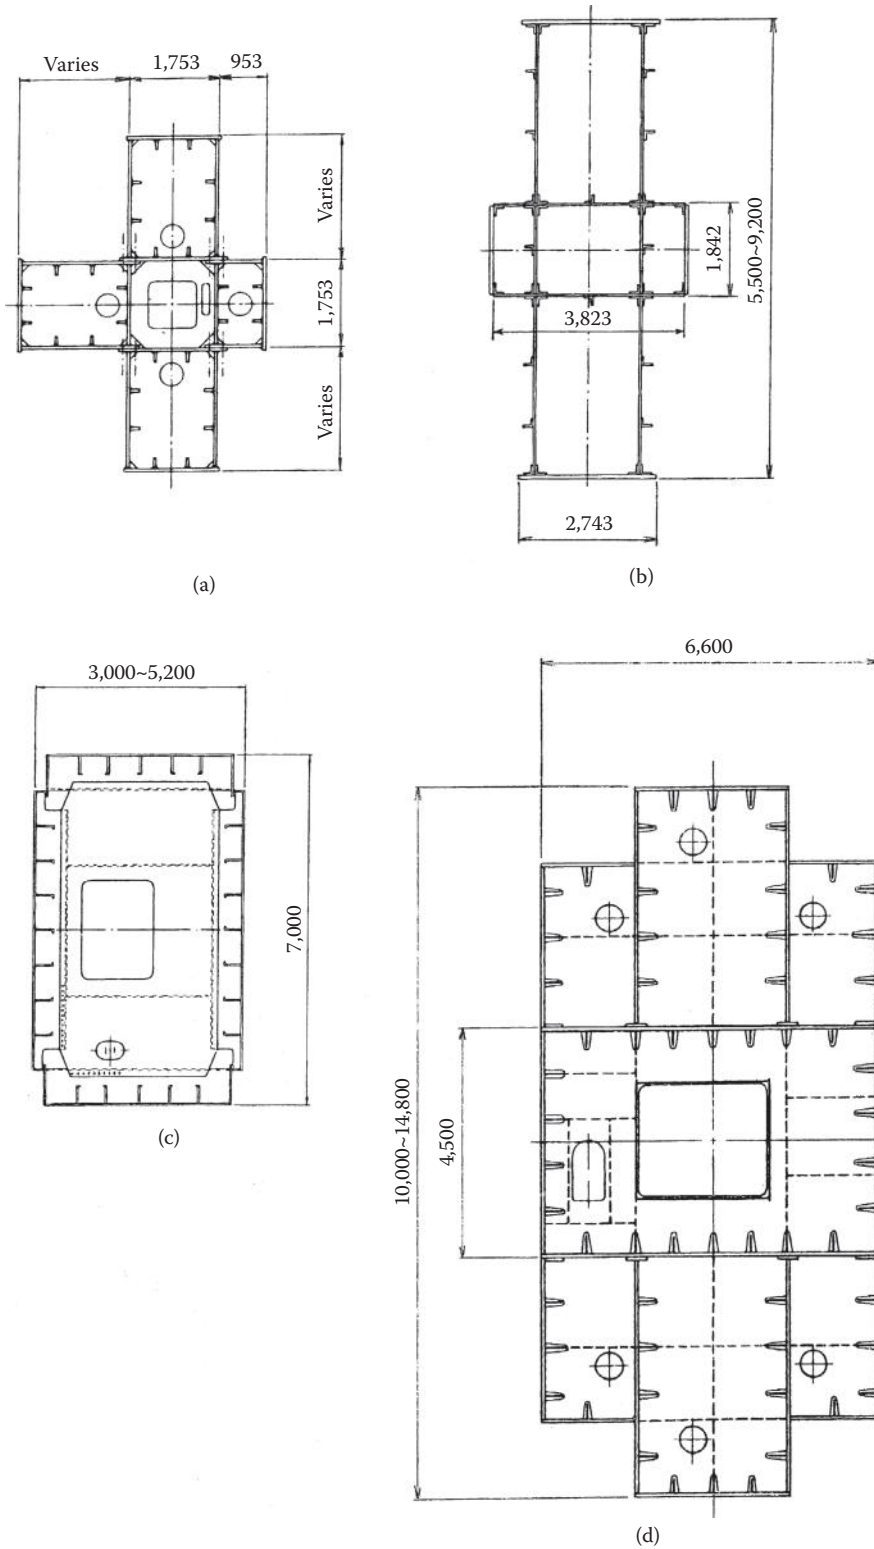 Varies
1,753
953
Varies
1,753
Varies
(a)
1,842
5,500~9,200
3,823
2,743
(b)
3,000~5,200
7,000
(c)
6,600
10,000~14,800
4,500
(d)